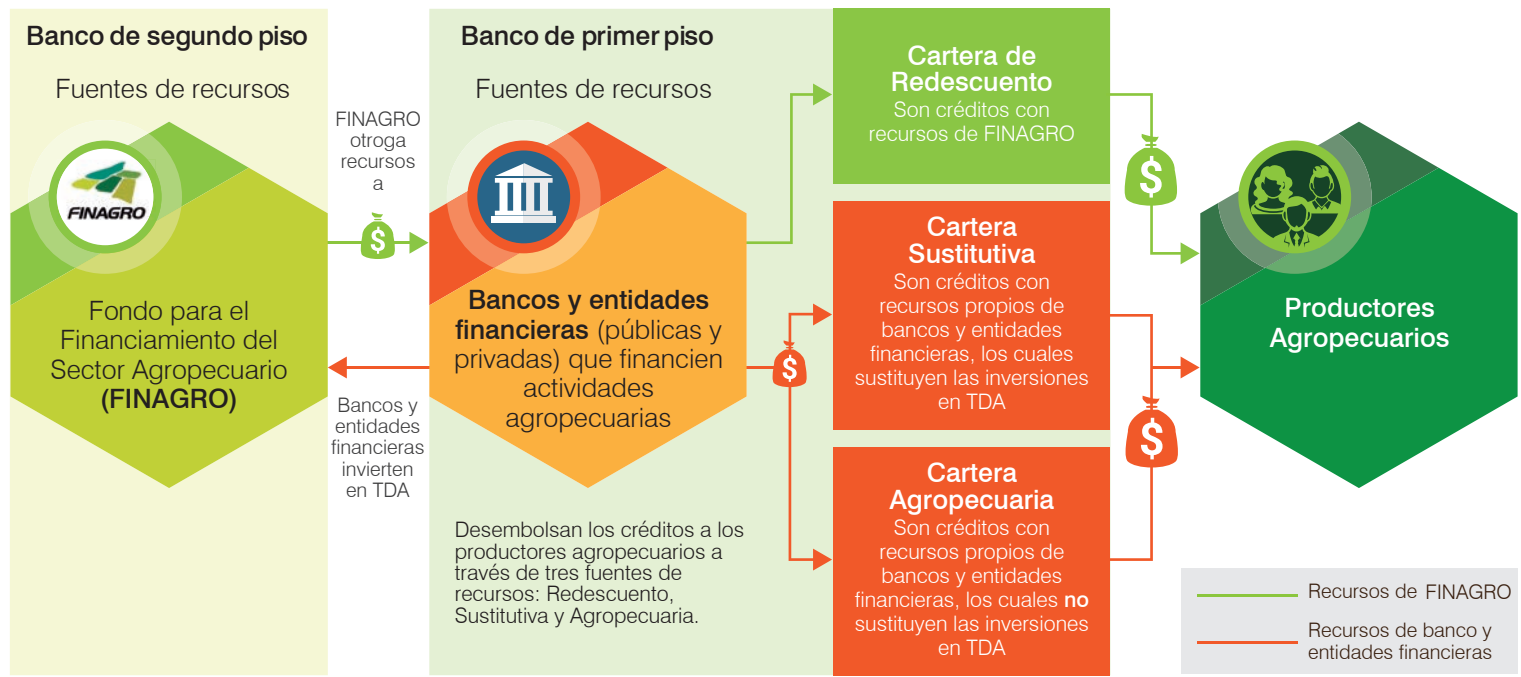 Banco de segundo piso
Fuentes de recursos
FINAGRO
Fondo para el
Financiamiento del
Sector Agropecuario
(FINAGRO)
FINAGRO
otroga
recursos
a
$
Bancos y
entidades
financieras
invierten
en TDA
Banco de primer piso
Fuentes de recursos
Bancos y entidades
financieras (públicas y
privadas) que financien
actividades
agropecuarias
Desembolsan los créditos a los
productores agropecuarios a
través de tres fuentes de
recursos: Redescuento,
Sustitutiva y Agropecuaria.
$
Cartera de
Redescuento
Son créditos con
recursos de FINAGRO
Cartera
Sustitutiva
Son créditos con
recursos propios de
bancos y entidades
financieras, los cuales
sustituyen las inversiones
en TDA
Cartera
Agropecuaria
Son créditos con
recursos propios de
bancos y entidades
financieras, los cuales no
sustituyen las inversiones
en TDA
$
$
Productores
Agropecuarios
Recursos de FINAGRO
Recursos de banco y
entidades financieras